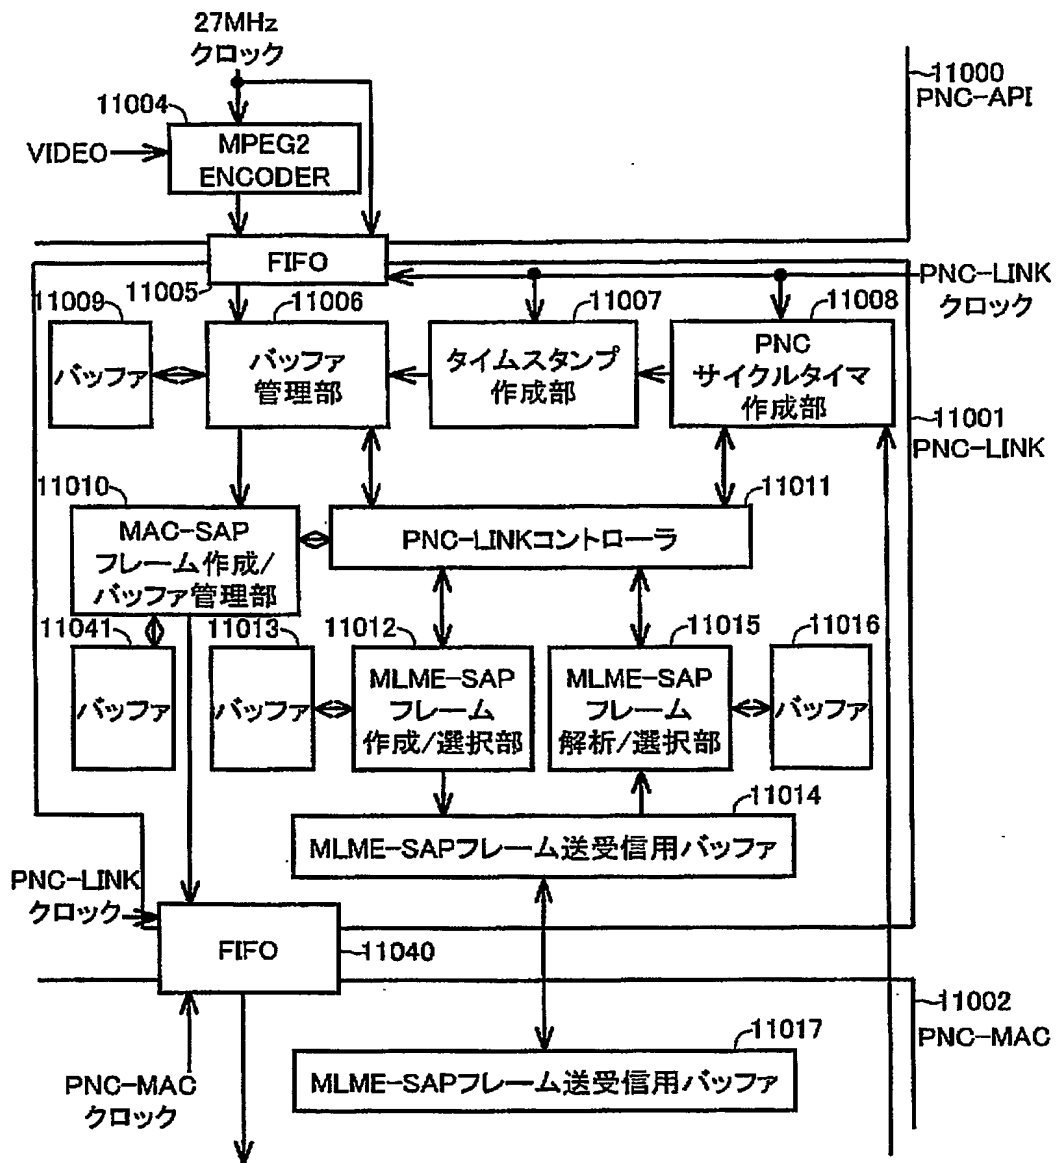 27MHz
クロック
11000
PNC-API
11004
MPEG2
ENCODER
VIDEO
FIFO
11005
PNC-LINK
クロック
11009
11006
11007
11008
バッファ
バッファ
管理部
タイムスタンプ
作成部
PNC
サイクルタイマ
作成部
11001
PNC-LINK
11010
11011
MAC-SAP
フレーム作成/
バッファ管理部
PNC-LINKコントローラ
11041
11013
11012
11015
11016
バッファ
バッファ
MLME-SAP
フレーム
作成/選択部
MLME-SAP
フレーム
解析/選択部
バッファ
11014
MLME-SAPフレーム送受信用バッファ
PNC-LINK
クロック
FIFO
11040
11002
PNC-MAC
11017
MLME-SAPフレーム送受信用バッファ
PNC-MAC
クロック